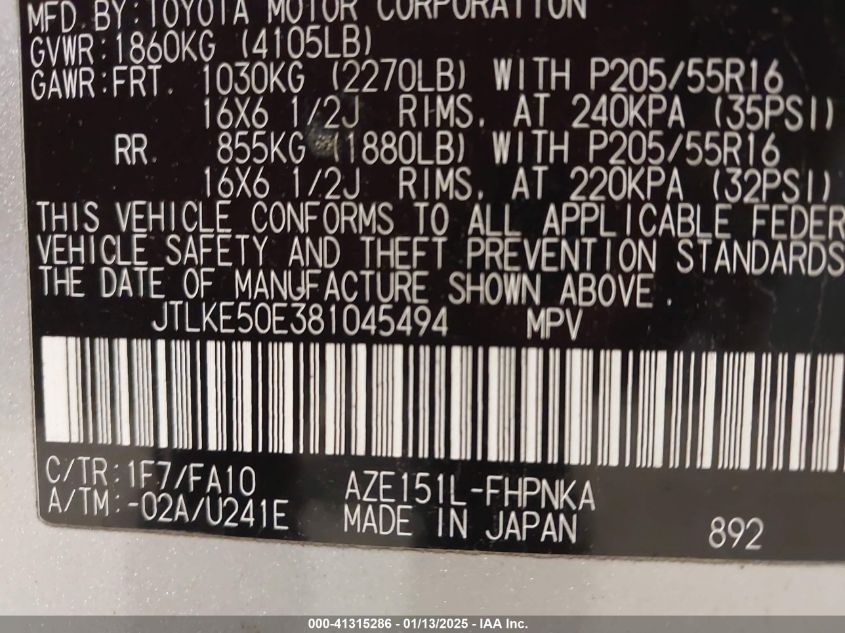 MFD. BY: TOYOTA MOTOR CORPORATION
GVWR: 1860KG (4105LB)
GAWR: FRT. 1030KG (2270LB) WITH P205/55R16
16X6 1/2J RIMS, AT 240KPA (35PSI)
RR. 855KG (1880LB) WITH P205/55R16
16X6 1/2J RIMS, AT 220KPA (32PSI)
THIS VEHICLE CONFORMS TO ALL APPLICABLE FEDER
VEHICLE SAFETY AND THEFT PREVENTION STANDARDS
THE DATE OF MANUFACTURE SHOWN ABOVE.
JTLKE50E381045494 MPV
C/TR: 1F7/FA10 AZE151L-FHPNKA
A/TM: -02A/U241E MADE IN JAPAN 892
000-41315286 - 01/13/2025 - IAA Inc.